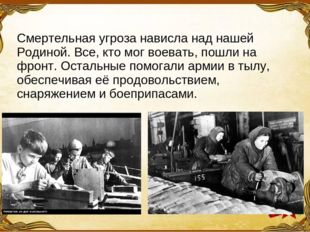 Смертельная угроза нависла над нашей
Родиной. Все, кто мог воевать, пошли на
фронт. Остальные помогали армии в тылу,
обеспечивая её продовольствием,
снаряжением и боеприпасами.
155